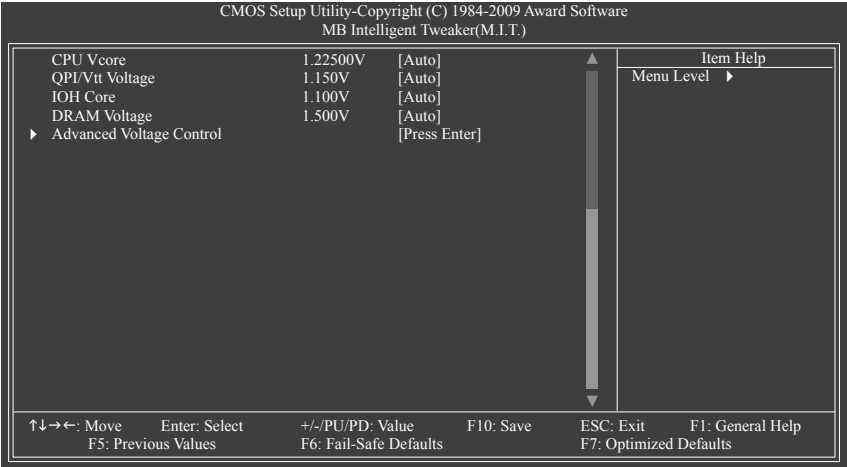 CMOS Setup Utility-Copyright (C) 1984-2009 Award Software
MB Intelligent Tweaker(M.I.T.)
CPU Vcore 1.22500V [Auto]
QPI/Vtt Voltage 1.150V [Auto]
IOH Core 1.100V [Auto]
DRAM Voltage 1.500V [Auto]
Advanced Voltage Control [Press Enter]
Item Help
Menu Level
↑↓→←: Move Enter: Select +/-/PU/PD: Value F10: Save ESC: Exit F1: General Help
F5: Previous Values F6: Fail-Safe Defaults F7: Optimized Defaults